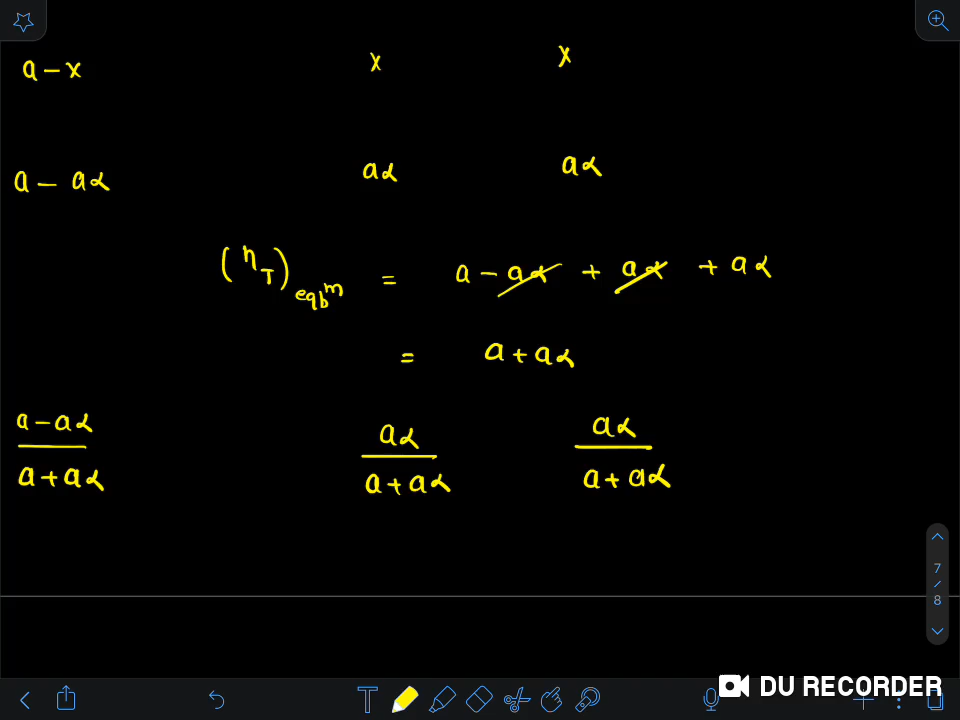 a - x x x
a - aα aα aα
(n_T)_eqbm = a - aα + aα + aα
= a + aα
a - aα aα aα
a + aα a + aα a + aα
7
/
8
T
DU RECORDER